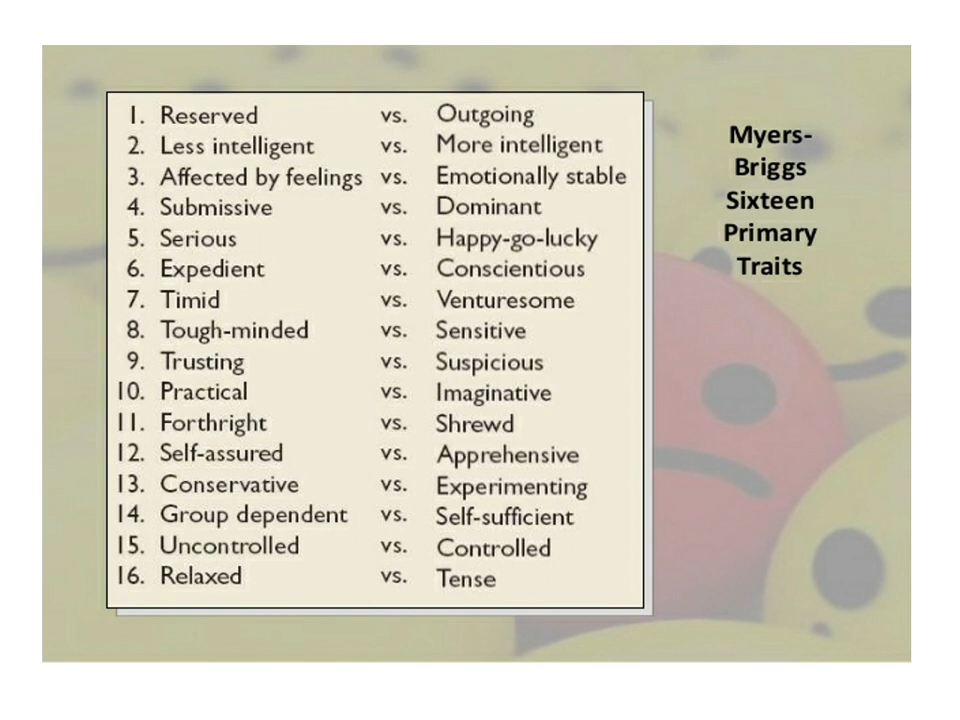 1. Reserved vs. Outgoing
2. Less intelligent vs. More intelligent
3. Affected by feelings vs. Emotionally stable
4. Submissive vs. Dominant
5. Serious vs. Happy-go-lucky
6. Expedient vs. Conscientious
7. Timid vs. Venturesome
8. Tough-minded vs. Sensitive
9. Trusting vs. Suspicious
10. Practical vs. Imaginative
11. Forthright vs. Shrewd
12. Self-assured vs. Apprehensive
13. Conservative vs. Experimenting
14. Group dependent vs. Self-sufficient
15. Uncontrolled vs. Controlled
16. Relaxed vs. Tense
Myers-
Briggs
Sixteen
Primary
Traits